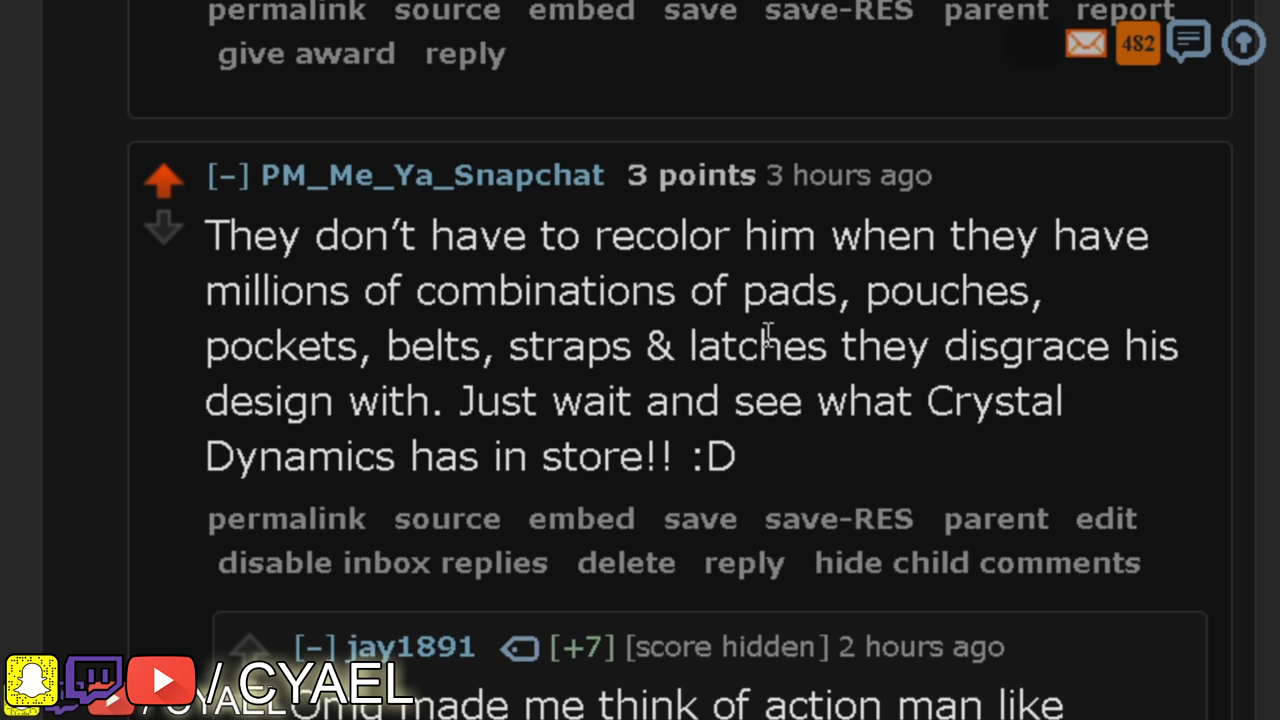 permalink source embed save save-RES parent report
give award reply
482
[–] PM_Me_Ya_Snapchat 3 points 3 hours ago
They don’t have to recolor him when they have
millions of combinations of pads, pouches,
pockets, belts, straps & latches they disgrace his
design with. Just wait and see what Crystal
Dynamics has in store!! :D
permalink source embed save save-RES parent edit
disable inbox replies delete reply hide child comments
[–] jay1891 [+7] [score hidden] 2 hours ago
/ CYAEL
/ CYAEL
Omg made me think of action man like